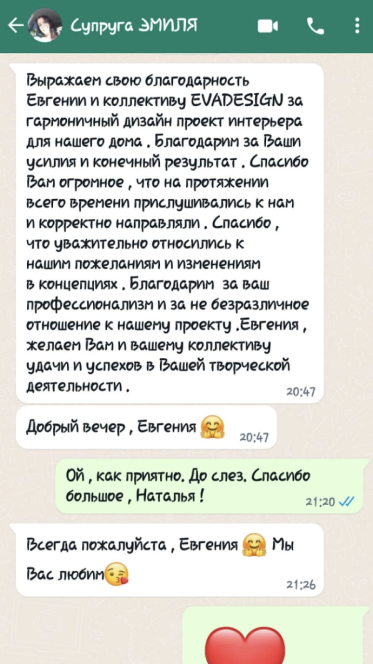 Супруга ЭМИЛЯ
Выражаем свою благодарность
Евгении и коллективу EVADESIGN за
гармоничный дизайн проект интерьера
для нашего дома . Благодарим за Ваши
усилия и конечный результат . Спасибо
Вам огромное , что на протяжении
всего времени прислушивались к нам
и корректно направляли . Спасибо ,
что уважительно относились к
нашим пожеланиям и изменениям
в концепциях . Благодарим за ваш
профессионализм и за не безразличное
отношение к нашему проекту .Евгения ,
желаем Вам и вашему коллективу
удачи и успехов в Вашей творческой
деятельности .
20:47
Добрый вечер , Евгения 🤗
20:47
Ой , как приятно. До слез. Спасибо
большое , Наталья !
21:20
Всегда пожалуйста , Евгения 🤗 Мы
Вас любим😘
21:26